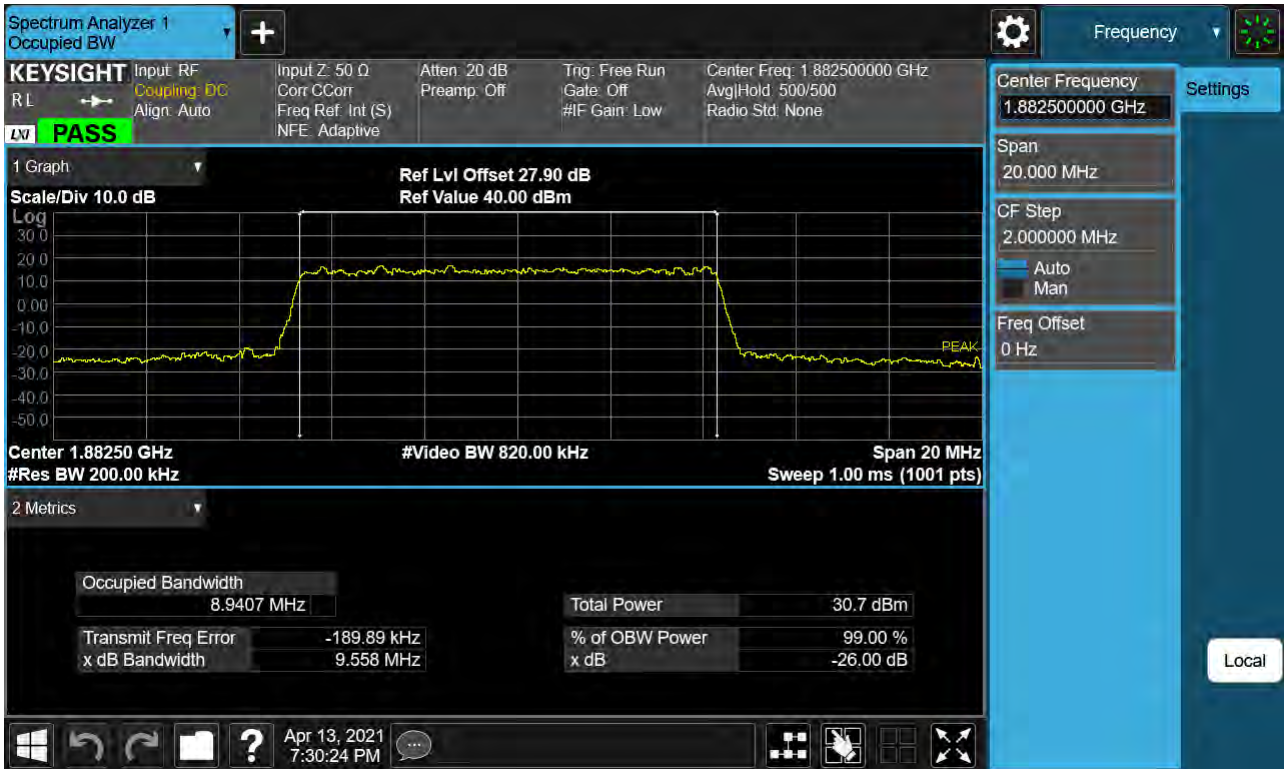 Spectrum Analyzer 1
Occupied BW
Frequency
KEYSIGHT
RL
LXI PASS
Input: RF
Coupling: DC
Align: Auto
Input Z: 50 Ω
Corr CCorr
Freq Ref: Int (S)
NFE: Adaptive
Atten: 20 dB
Preamp: Off
Trig: Free Run
Gate: Off
#IF Gain: Low
Center Freq: 1.882500000 GHz
Avg|Hold: 500/500
Radio Std: None
Center Frequency
1.882500000 GHz
Settings
Span
20.000 MHz
CF Step
2.000000 MHz
Auto
Man
Freq Offset
0 Hz
Local
1 Graph
Scale/Div 10.0 dB
Ref Lvl Offset 27.90 dB
Ref Value 40.00 dBm
Log
30.0
20.0
10.0
0.00
-10.0
-20.0
-30.0
-40.0
-50.0
PEAK
Center 1.88250 GHz
#Video BW 820.00 kHz
Span 20 MHz
#Res BW 200.00 kHz
Sweep 1.00 ms (1001 pts)
2 Metrics
Occupied Bandwidth
8.9407 MHz
Total Power 30.7 dBm
Transmit Freq Error -189.89 kHz
% of OBW Power 99.00 %
x dB Bandwidth 9.558 MHz
x dB -26.00 dB
?
Apr 13, 2021
7:30:24 PM